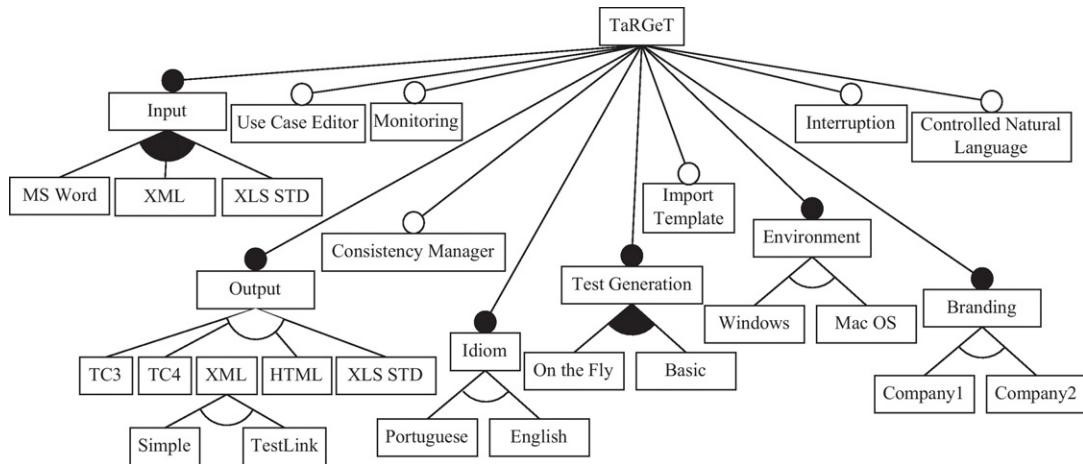 TaRGeT
Input
Use Case Editor
Monitoring
Interruption
Controlled Natural
Language
MS Word
XML
XLS STD
Import
Template
Consistency Manager
Environment
Output
Test Generation
Windows
Mac OS
Branding
Idiom
TC3
TC4
XML
HTML
XLS STD
On the Fly
Basic
Company1
Company2
Simple
TestLink
Portuguese
English